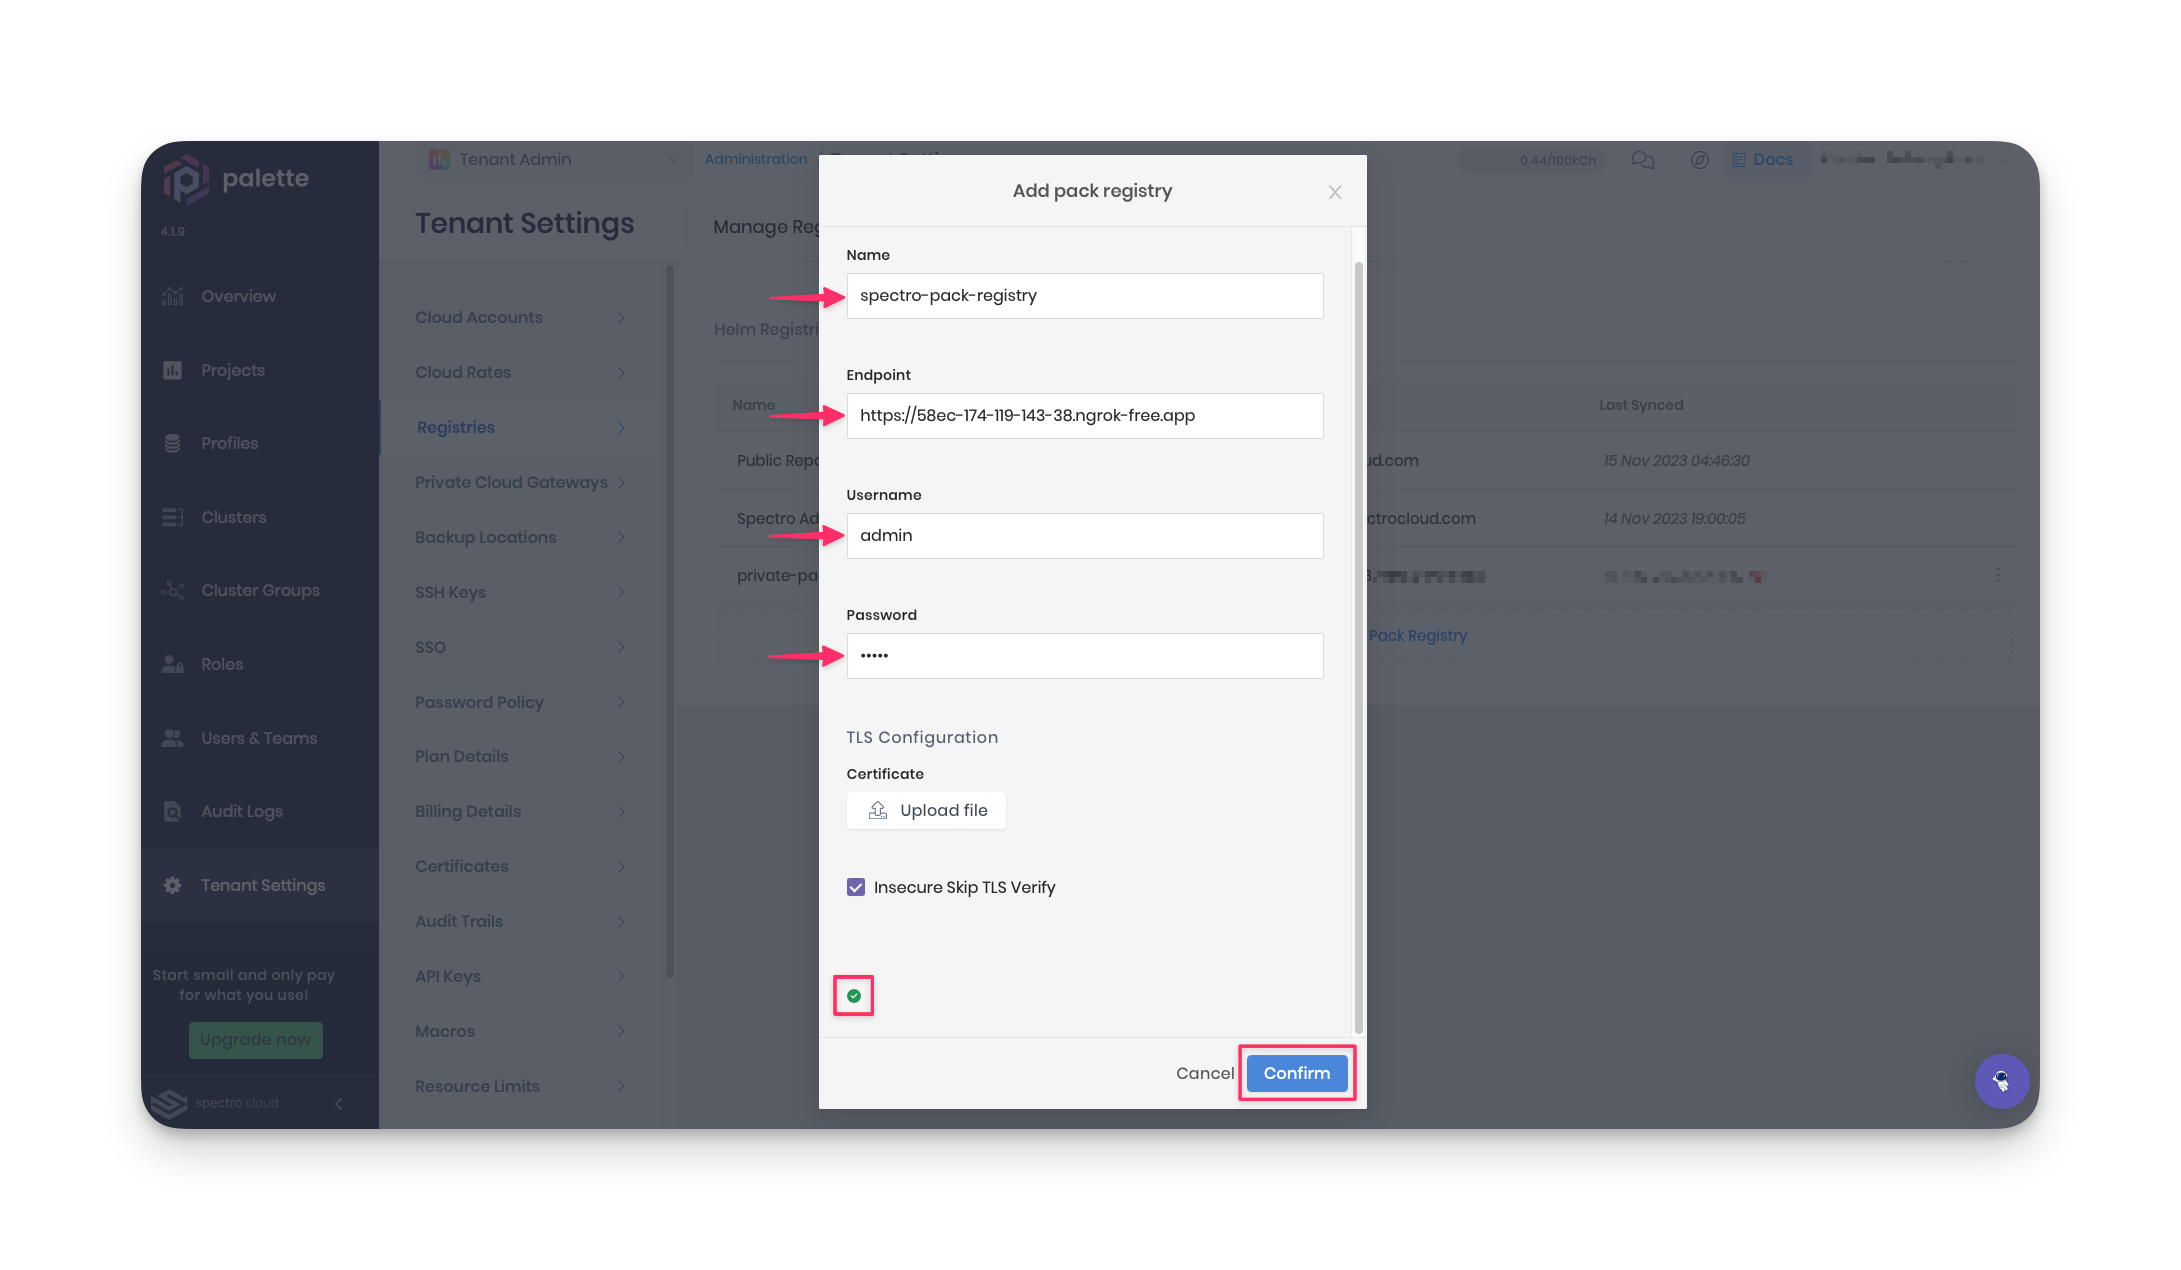 palette
4.1.9
Overview
Projects
Profiles
Clusters
Cluster Groups
Roles
Users & Teams
Audit Logs
Tenant Settings
Start small and only pay
for what you use!
Upgrade now
spectro cloud
Tenant Admin
Administration
0.44/100kCh
Docs
Tenant Settings
Manage Reg
Cloud Accounts
Cloud Rates
Registries
Private Cloud Gateways
Backup Locations
SSH Keys
SSO
Password Policy
Plan Details
Billing Details
Certificates
Audit Trails
API Keys
Macros
Resource Limits
Helm Registri
Name
Last Synced
Public Repo
ud.com
15 Nov 2023 04:46:30
Spectro Ad
ctrocloud.com
14 Nov 2023 19:00:05
private-pa
Pack Registry
Add pack registry
Name
spectro-pack-registry
Endpoint
https://58ec-174-119-143-38.ngrok-free.app
Username
admin
Password
•••••
TLS Configuration
Certificate
Upload file
Insecure Skip TLS Verify
Cancel
Confirm